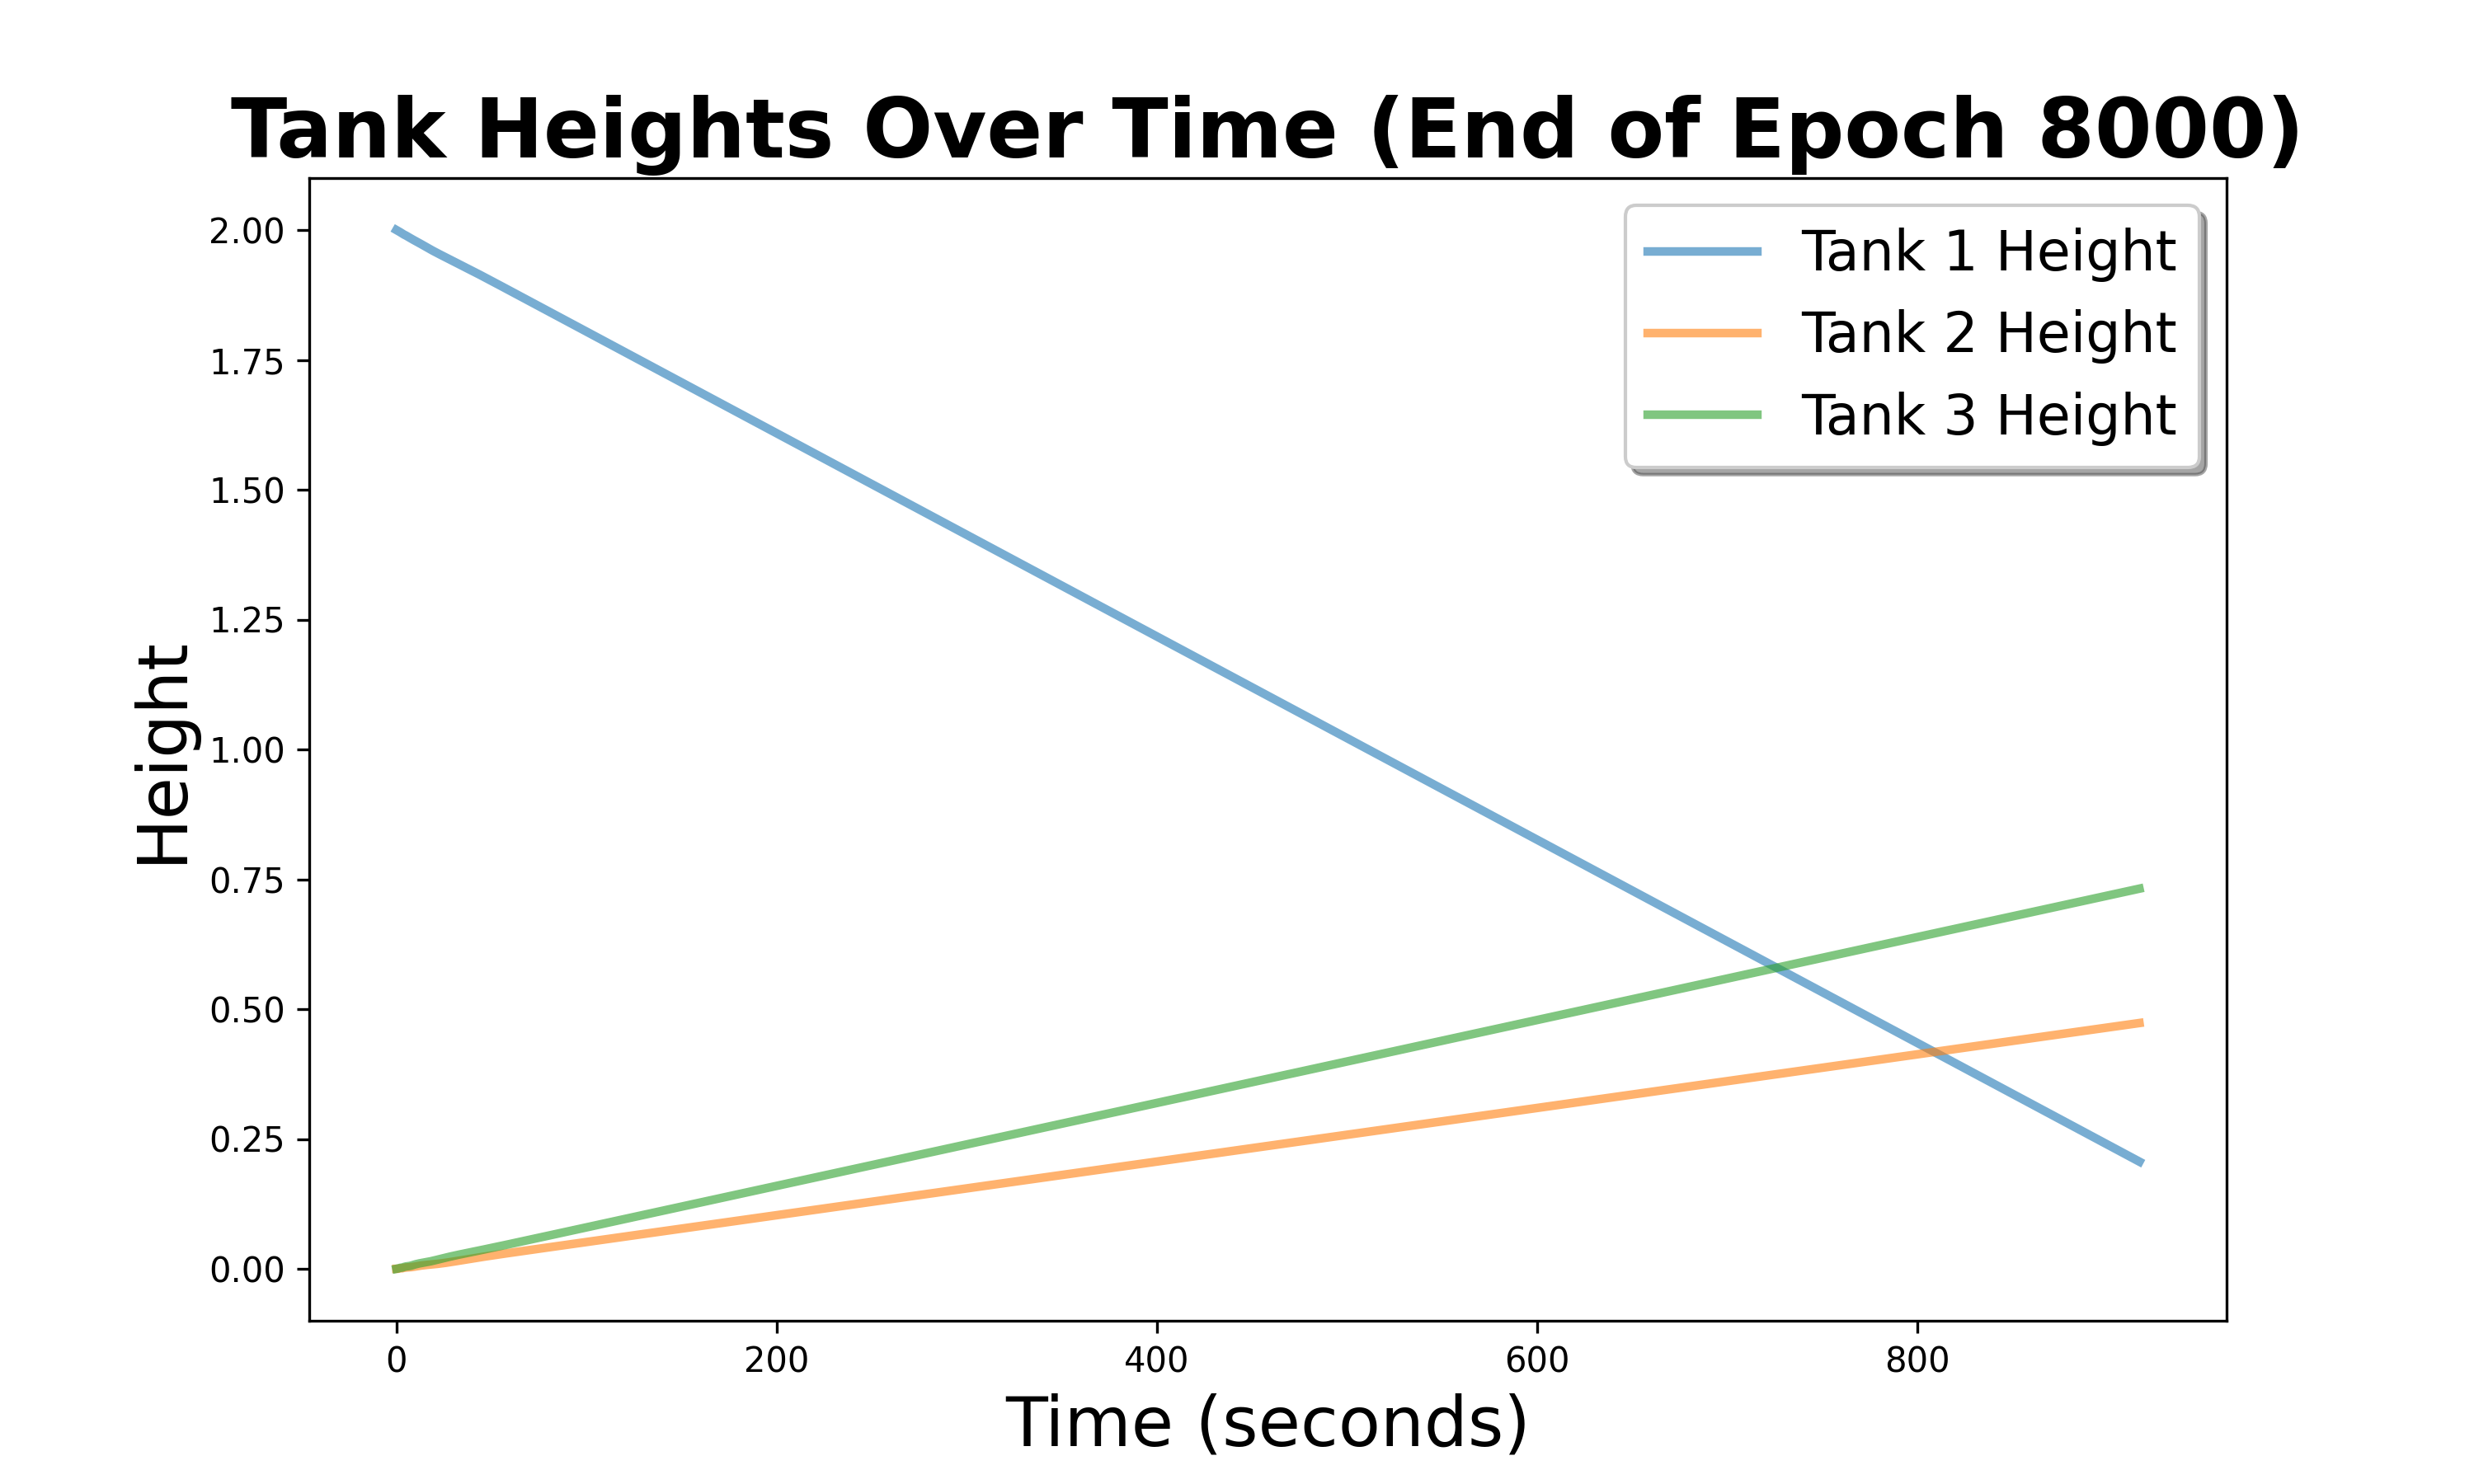 Tank Heights Over Time (End of Epoch 8000)
Tank 1 Height
Tank 2 Height
Tank 3 Height
Height
2.00
1.75
1.50
1.25
1.00
0.75
0.50
0.25
0.00
0 200 400 600 800
Time (seconds)